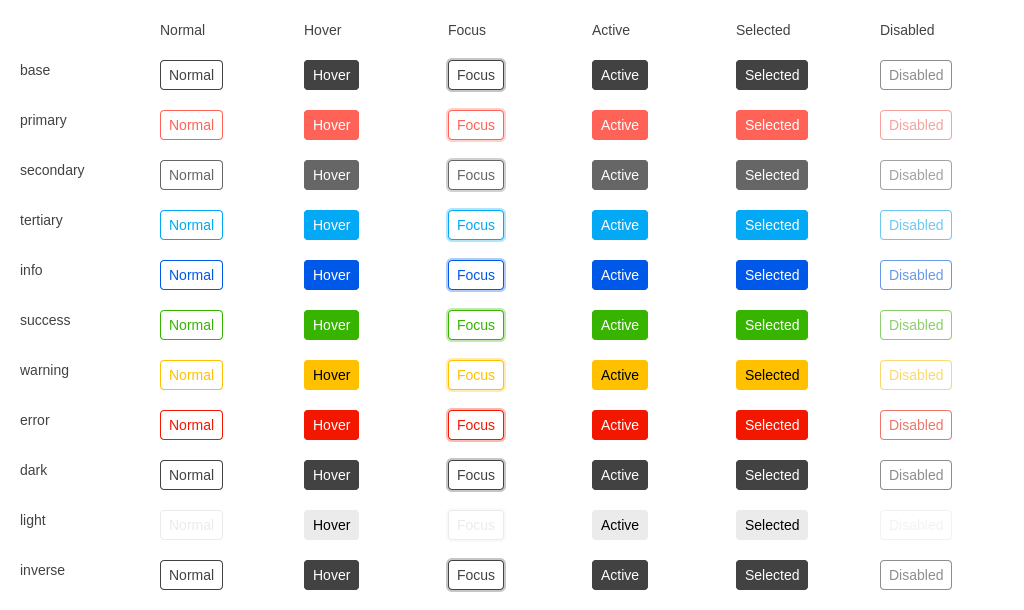 Normal Hover Focus Active Selected Disabled
base Normal Hover Focus Active Selected Disabled
primary Normal Hover Focus Active Selected Disabled
secondary Normal Hover Focus Active Selected Disabled
tertiary Normal Hover Focus Active Selected Disabled
info Normal Hover Focus Active Selected Disabled
success Normal Hover Focus Active Selected Disabled
warning Normal Hover Focus Active Selected Disabled
error Normal Hover Focus Active Selected Disabled
dark Normal Hover Focus Active Selected Disabled
light Normal Hover Focus Active Selected Disabled
inverse Normal Hover Focus Active Selected Disabled